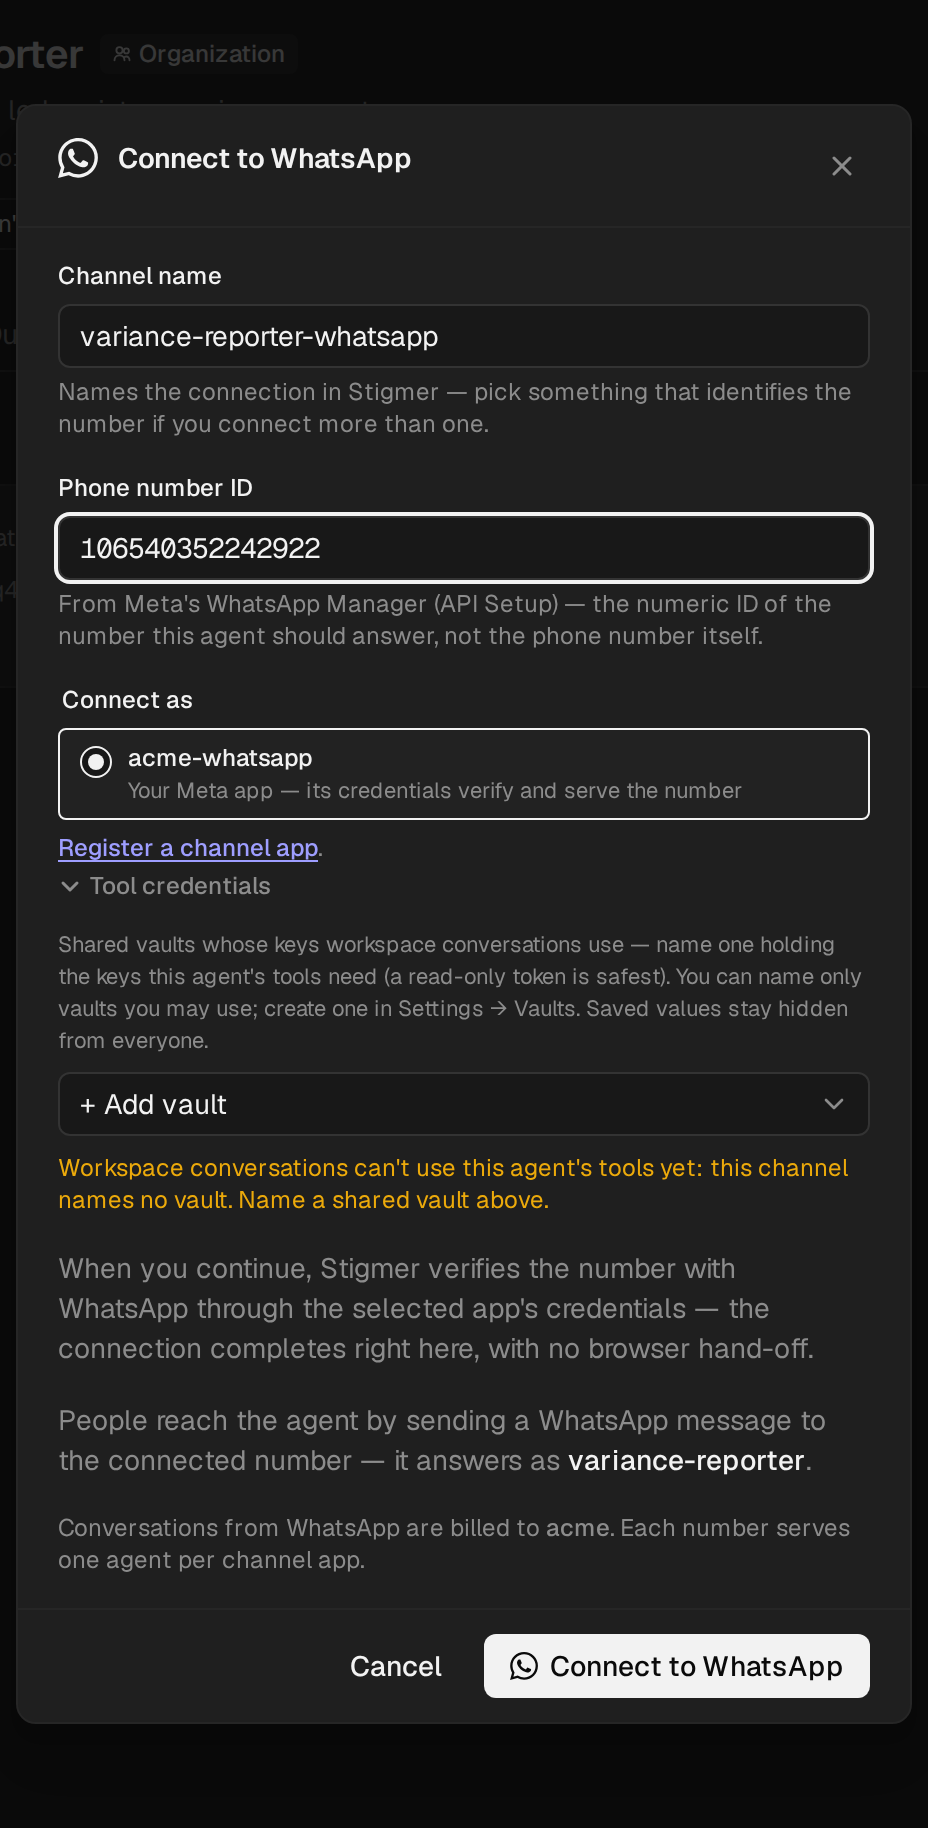 orter
Organization
Connect to WhatsApp
Channel name
variance-reporter-whatsapp
Names the connection in Stigmer — pick something that identifies the
number if you connect more than one.
Phone number ID
106540352242922
From Meta's WhatsApp Manager (API Setup) — the numeric ID of the
number this agent should answer, not the phone number itself.
Connect as
acme-whatsapp
Your Meta app — its credentials verify and serve the number
Register a channel app.
Tool credentials
Shared vaults whose keys workspace conversations use — name one holding
the keys this agent's tools need (a read-only token is safest). You can name only
vaults you may use; create one in Settings → Vaults. Saved values stay hidden
from everyone.
+ Add vault
Workspace conversations can't use this agent's tools yet: this channel
names no vault. Name a shared vault above.
When you continue, Stigmer verifies the number with
WhatsApp through the selected app's credentials — the
connection completes right here, with no browser hand-off.
People reach the agent by sending a WhatsApp message to
the connected number — it answers as variance-reporter.
Conversations from WhatsApp are billed to acme. Each number serves
one agent per channel app.
Cancel
Connect to WhatsApp